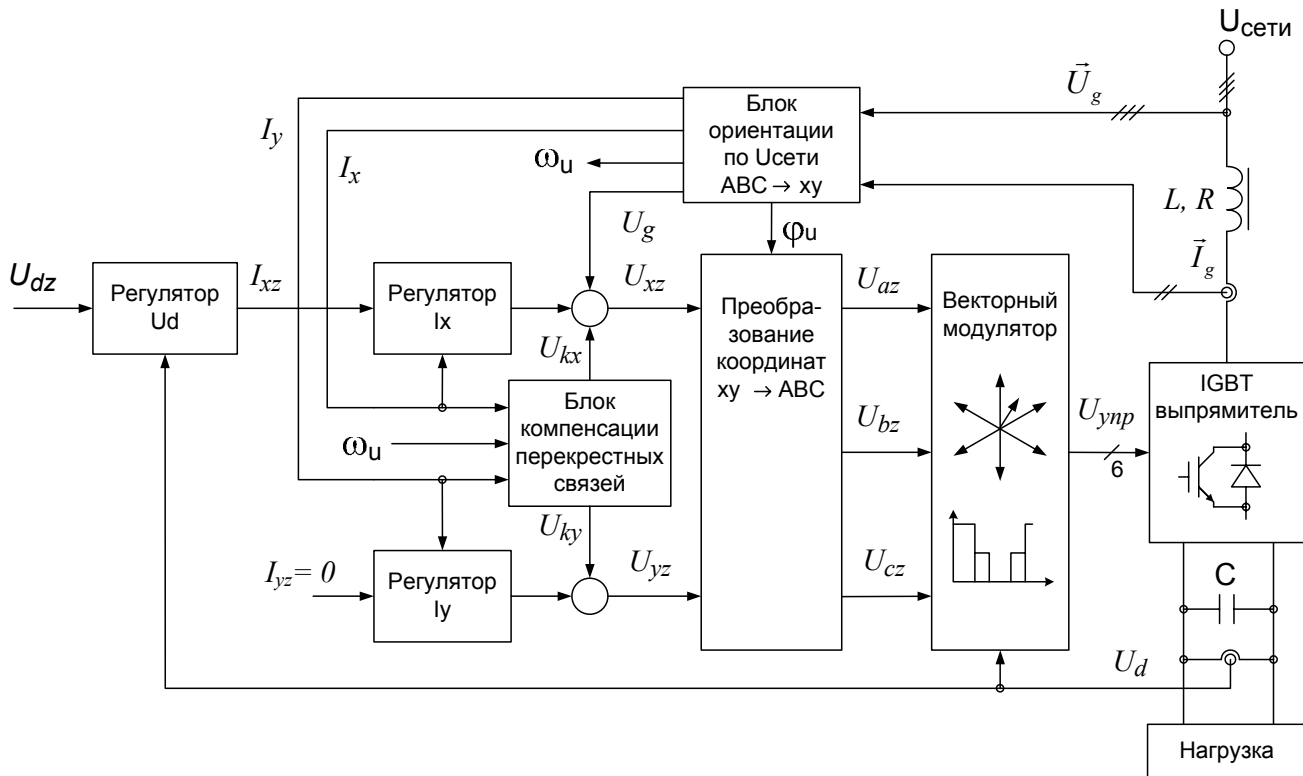 Uсети
U⃗g
Блок
ориентации
по Uсети
ABC → xy
Iy
Ix
ωu
Ug
φu
L, R
I⃗g
Udz
Регулятор
Ud
Ixz
Регулятор
Ix
Uxz
Ukx
Преобра-
зование
координат
xy → ABC
Uaz
Векторный
модулятор
IGBT
выпрямитель
Блок
компенсации
перекрестных
связей
ωu
Ubz
Uупр
6
Uky
Iyz= 0
Регулятор
Iy
Uyz
Ucz
C
Ud
Нагрузка